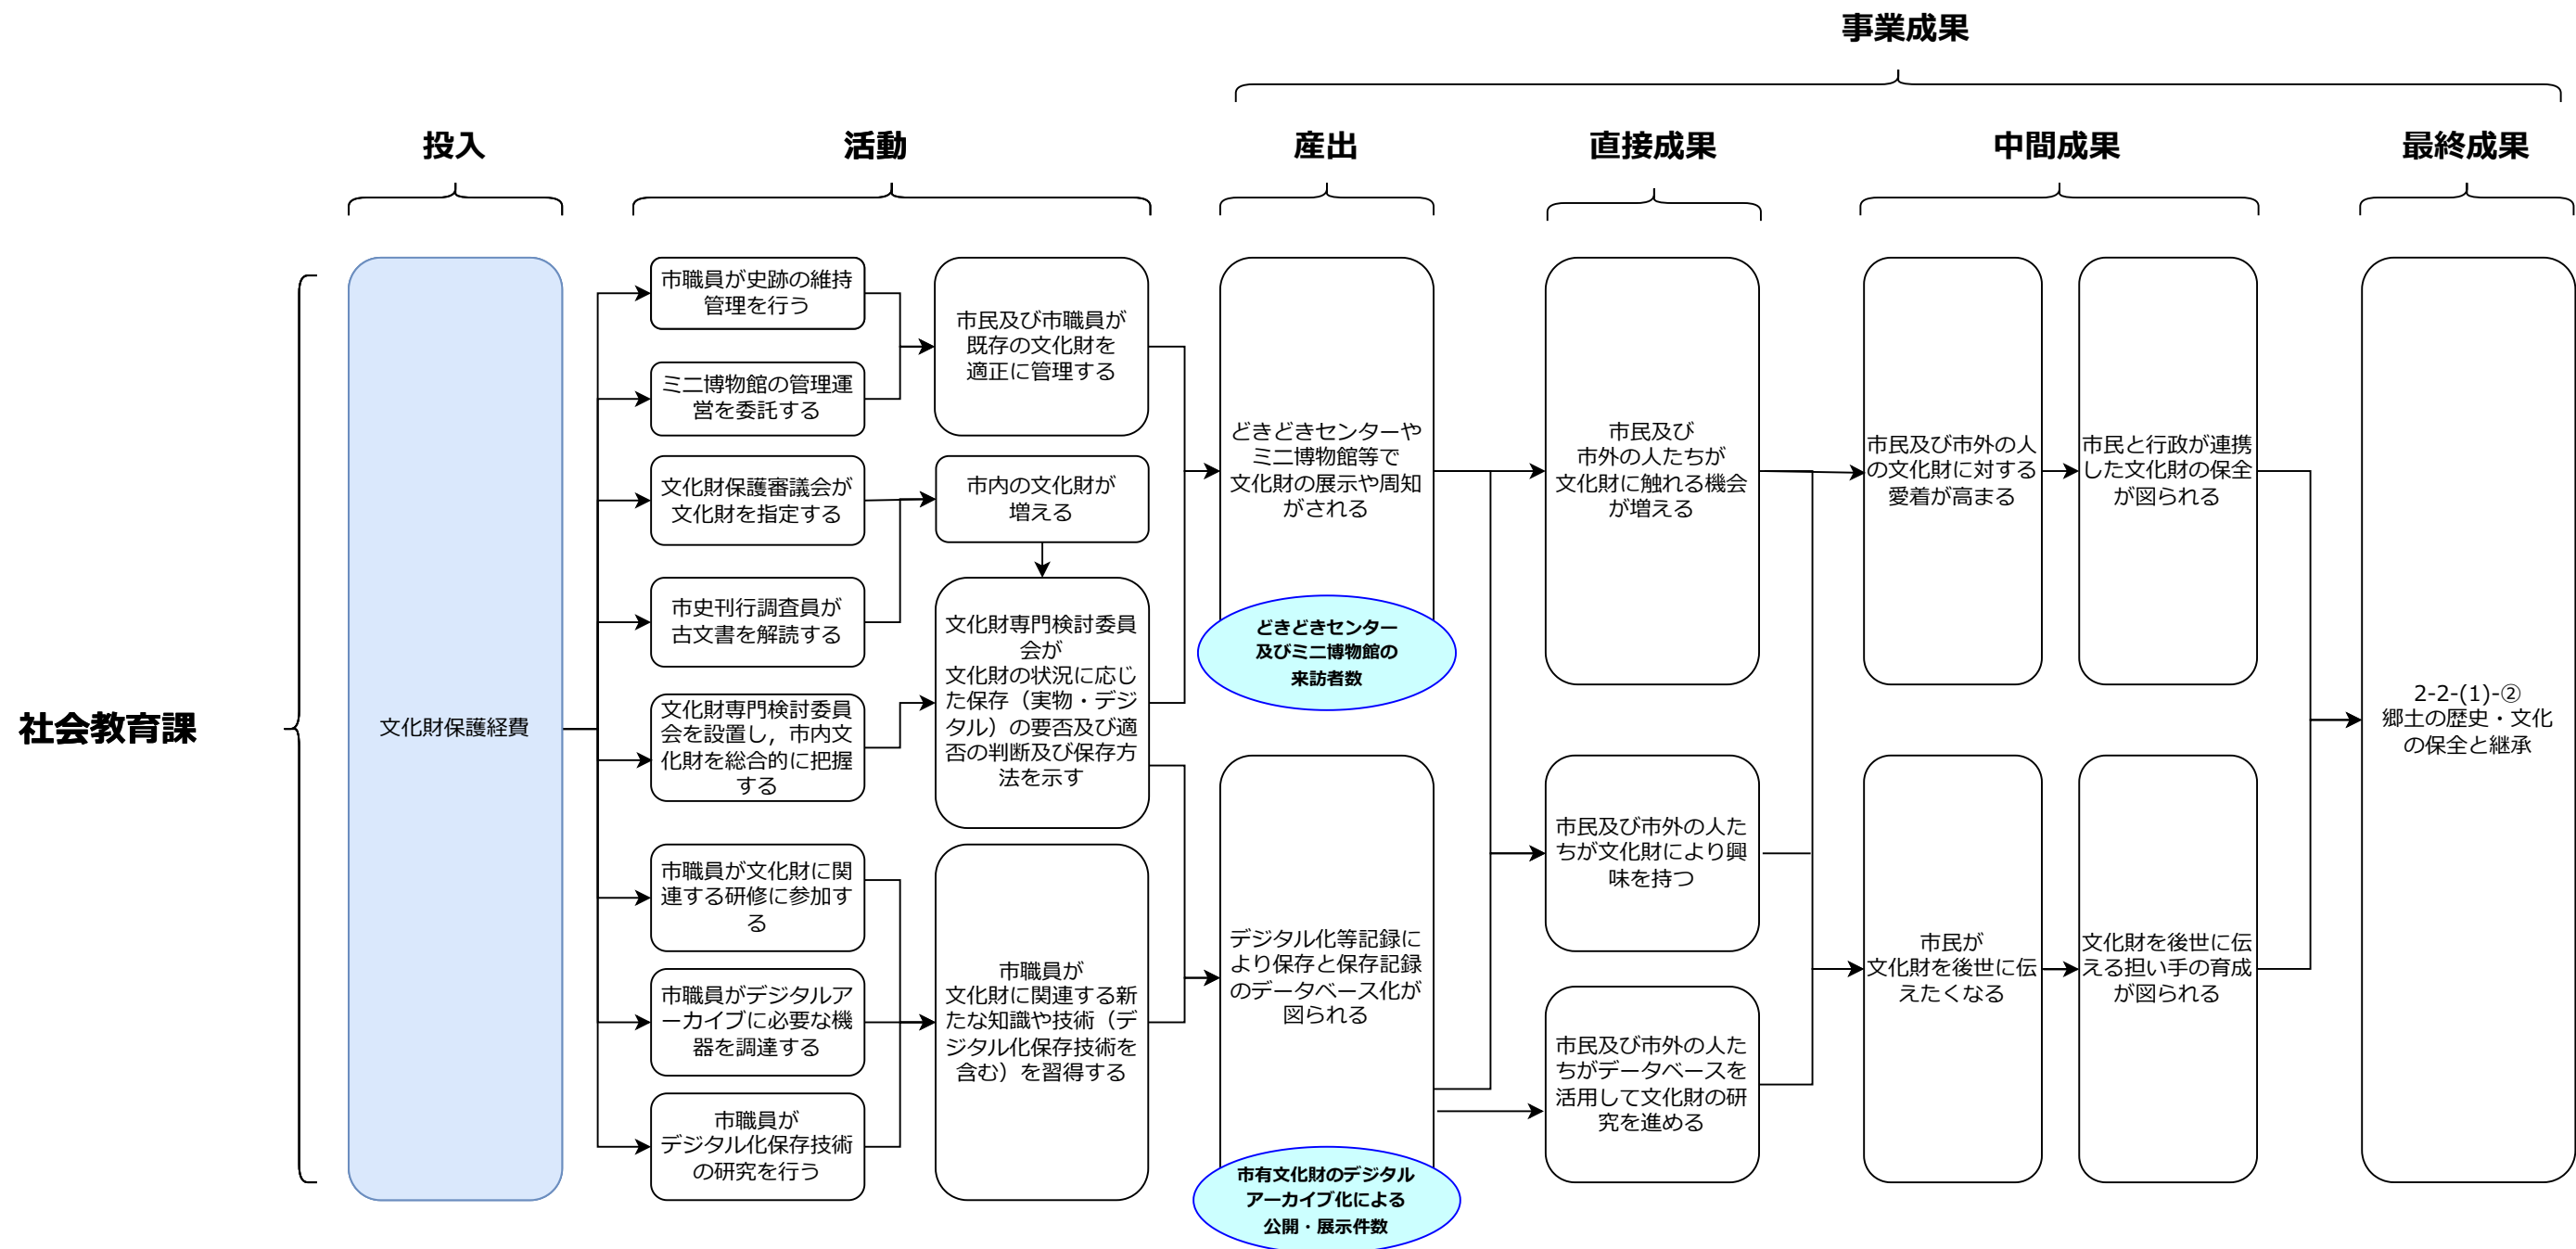 事業成果
投入
活動
産出
直接成果
中間成果
最終成果
社会教育課
文化財保護経費
市職員が史跡の維持
管理を行う
ミニ博物館の管理運
営を委託する
文化財保護審議会が
文化財を指定する
市史刊行調査員が
古文書を解読する
文化財専門検討委員
会を設置し，市内文
化財を総合的に把握
する
市職員が文化財に関
連する研修に参加す
る
市職員がデジタルア
ーカイブに必要な機
器を調達する
市職員が
デジタル化保存技術
の研究を行う
市民及び市職員が
既存の文化財を
適正に管理する
市内の文化財が
増える
文化財専門検討委員
会が
文化財の状況に応じ
た保存（実物・デジ
タル）の要否及び適
否の判断及び保存方
法を示す
市職員が
文化財に関連する新
たな知識や技術（デ
ジタル化保存技術を
含む）を習得する
どきどきセンターや
ミニ博物館等で
文化財の展示や周知
がされる
どきどきセンター
及びミニ博物館の
来訪者数
デジタル化等記録に
より保存と保存記録
のデータベース化が
図られる
市有文化財のデジタル
アーカイブ化による
公開・展示件数
市民及び
市外の人たちが
文化財に触れる機会
が増える
市民及び市外の人た
ちが文化財により興
味を持つ
市民及び市外の人た
ちがデータベースを
活用して文化財の研
究を進める
市民及び市外の人
の文化財に対する
愛着が高まる
市民が
文化財を後世に伝
えたくなる
市民と行政が連携
した文化財の保全
が図られる
文化財を後世に伝
える担い手の育成
が図られる
2-2-(1)-②
郷土の歴史・文化
の保全と継承